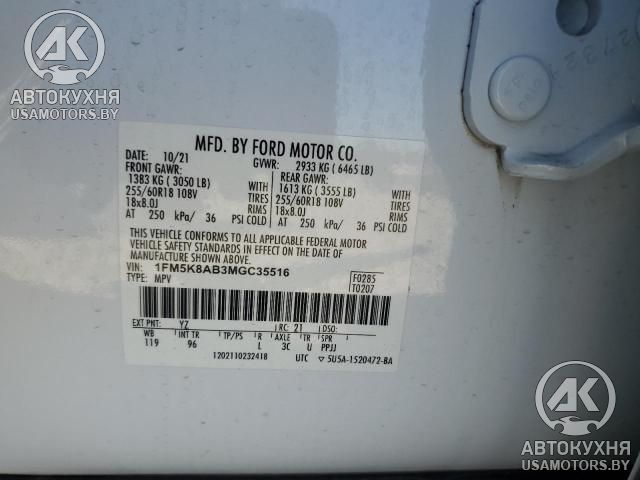 AK
АВТОКУХНЯ
USAMOTORS.BY
MFD. BY FORD MOTOR CO.
10/21 GVWR: 2933 KG ( 6465 LB)
FRONT GAWR: REAR GAWR:
1383 KG ( 3050 LB) 1613 KG ( 3555 LB)
255/60R18 108V TIRES 255/60R18 108V TIRES
18x8.0J RIMS 18x8.0J RIMS
AT 250 kPa/ 36 PSI COLD AT 250 kPa/ 36 PSI COLD
THIS VEHICLE CONFORMS TO ALL APPLICABLE FEDERAL MOTOR
VEHICLE SAFETY STANDARDS IN EFFECT ON THE DATE OF
MANUFACTURE SHOWN ABOVE.
VIN: 1FM5K8AB3MGC35516 F0285
TYPE: MPV T0207
EXT PNT: YZ RC: 21 DSO:
WB INT TR TP/PS R AXLE TR SPR
119 96 L 3C U PPJJ
1202110232418 UTC ▽ 5U5A-1520472-BA
AK
АВТОКУХНЯ
USAMOTORS.BY